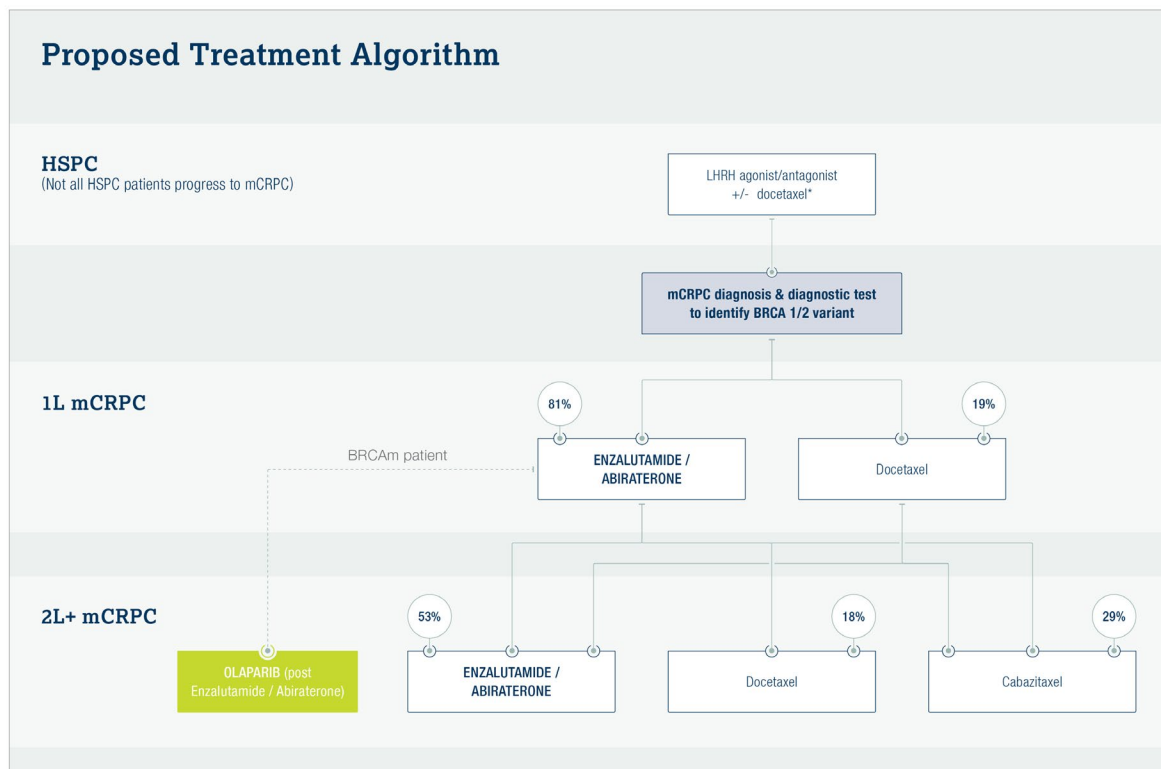 Proposed Treatment Algorithm
HSPC
(Not all HSPC patients progress to mCRPC)
LHRH agonist/antagonist
+/- docetaxel*
mCRPC diagnosis & diagnostic test
to identify BRCA 1/2 variant
1L mCRPC
81%
19%
BRCAm patient
ENZALUTAMIDE /
ABIRATERONE
Docetaxel
2L+ mCRPC
53%
18%
29%
OLAPARIB (post
Enzalutamide / Abiraterone)
ENZALUTAMIDE /
ABIRATERONE
Docetaxel
Cabazitaxel